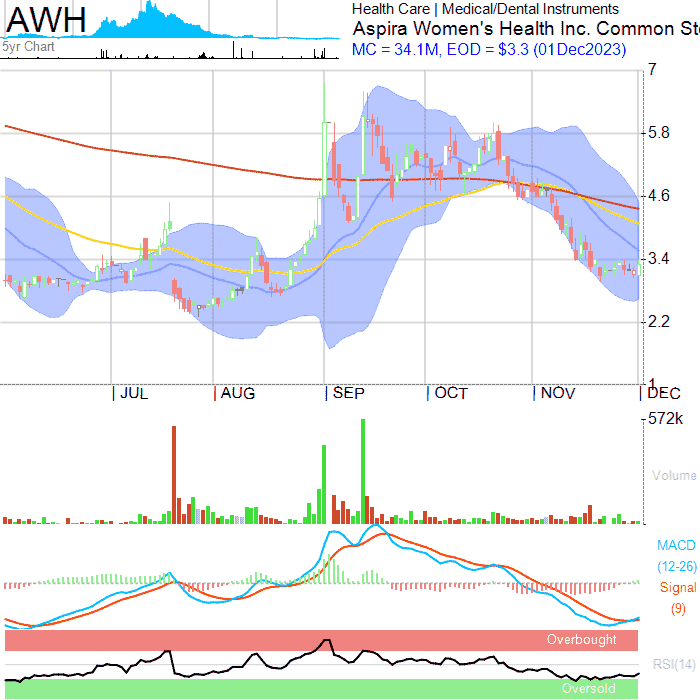 AWH
5yr Chart
Health Care | Medical/Dental Instruments
Aspira Women's Health Inc. Common Sto
MC = 34.1M, EOD = $3.3 (01Dec2023)
7
5.8
4.6
3.4
2.2
1
JUL AUG SEP OCT NOV DEC
572k
Volume
MACD
(12-26)
Signal
(9)
Overbought
RSI(14)
Oversold